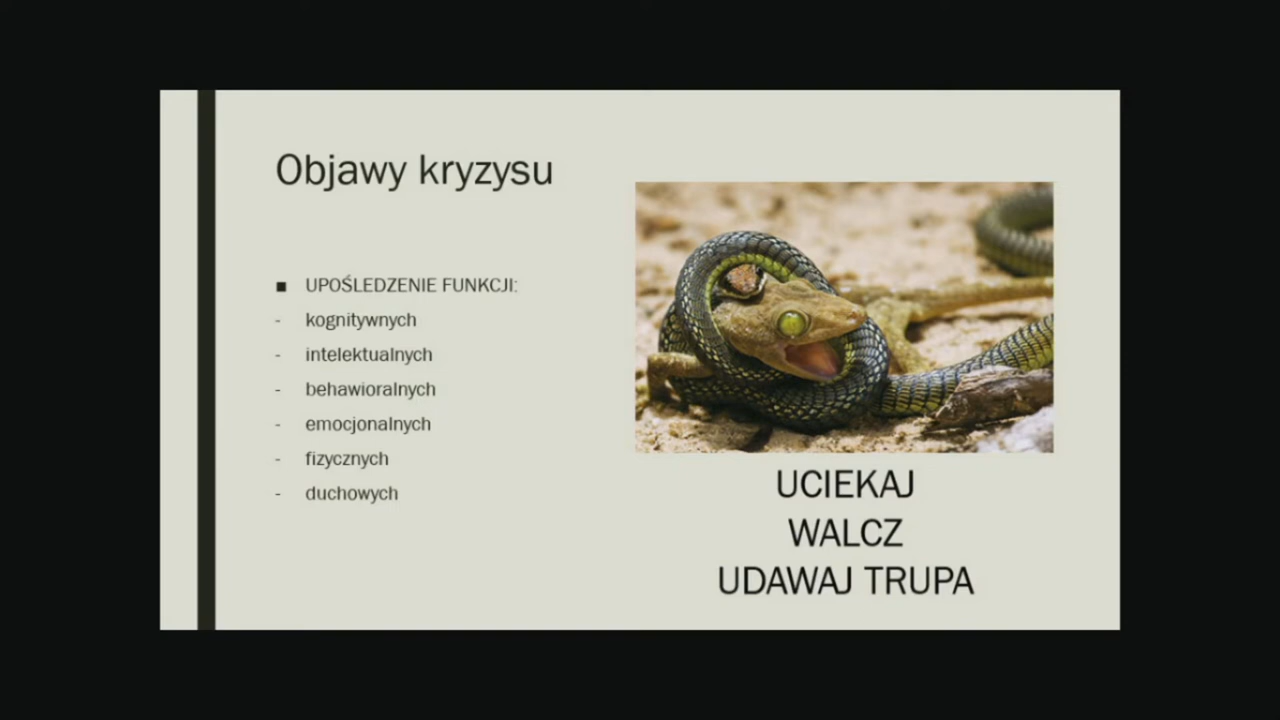 Objawy kryzysu
■ UPOŚLEDZENIE FUNKCJI:
- kognitywnych
- intelektualnych
- behawioralnych
- emocjonalnych
- fizycznych
- duchowych
UCIEKAJ
WALCZ
UDAWAJ TRUPA